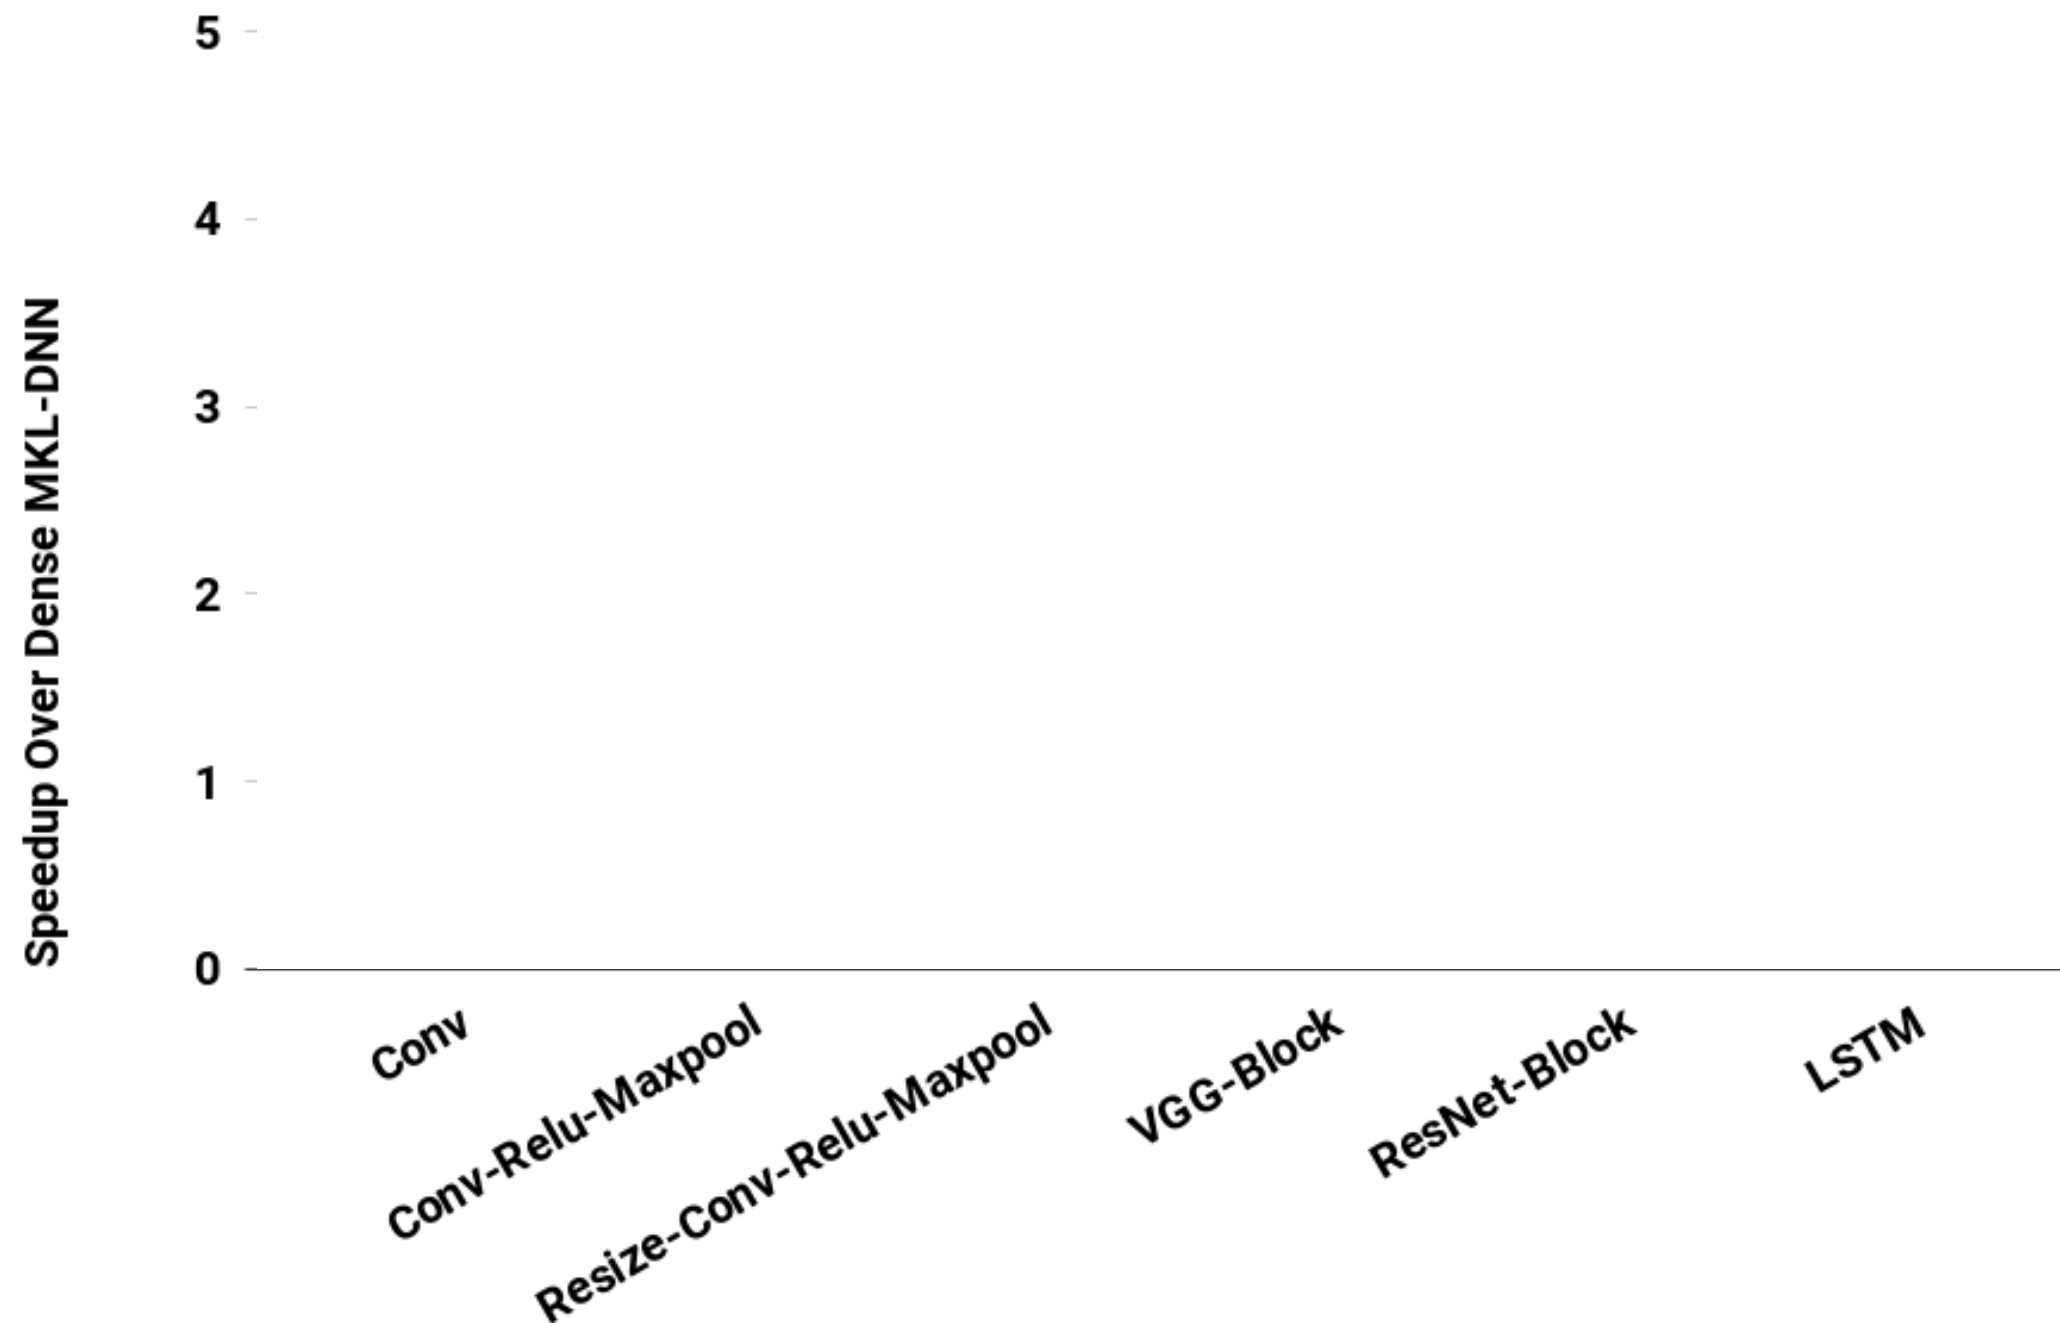 5
4
3
2
1
0
Speedup Over Dense MKL-DNN
Conv
Conv-Relu-Maxpool
Resize-Conv-Relu-Maxpool
VGG-Block
ResNet-Block
LSTM